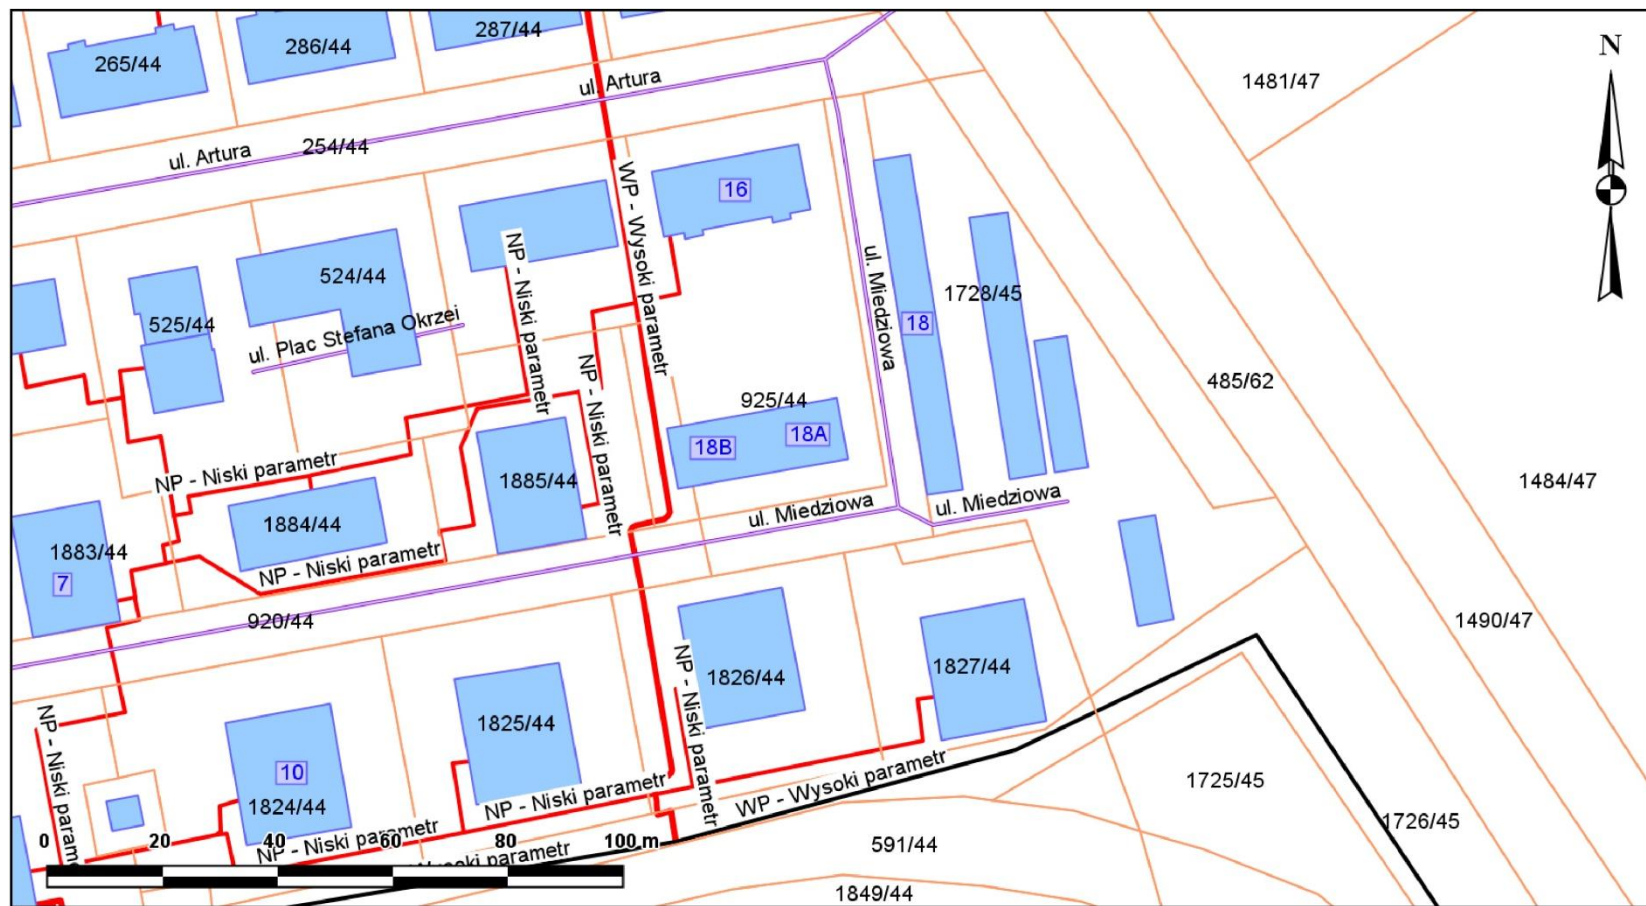 287/44
286/44
265/44
N
ul. Artura
1481/47
254/44
ul. Artura
WP - Wysoki parametr
16
NP - Niski parametr
ul. Miedziowa
524/44
1728/45
525/44
18
ul. Plac Stefana Okrzei
NP - Niski parametr
485/62
925/44
18B
18A
NP - Niski parametr
1885/44
1484/47
ul. Miedziowa
ul. Miedziowa
1884/44
1883/44
7
NP - Niski parametr
920/44
1490/47
NP - Niski parametr
1826/44
1827/44
NP - Niski parame
1825/44
10
1824/44
NP - Niski parametr
WP - Wysoki parametr
1725/45
1726/45
NP - Niski parametr
591/44
ysoki parametr
0 20 40 60 80 100 m
1849/44